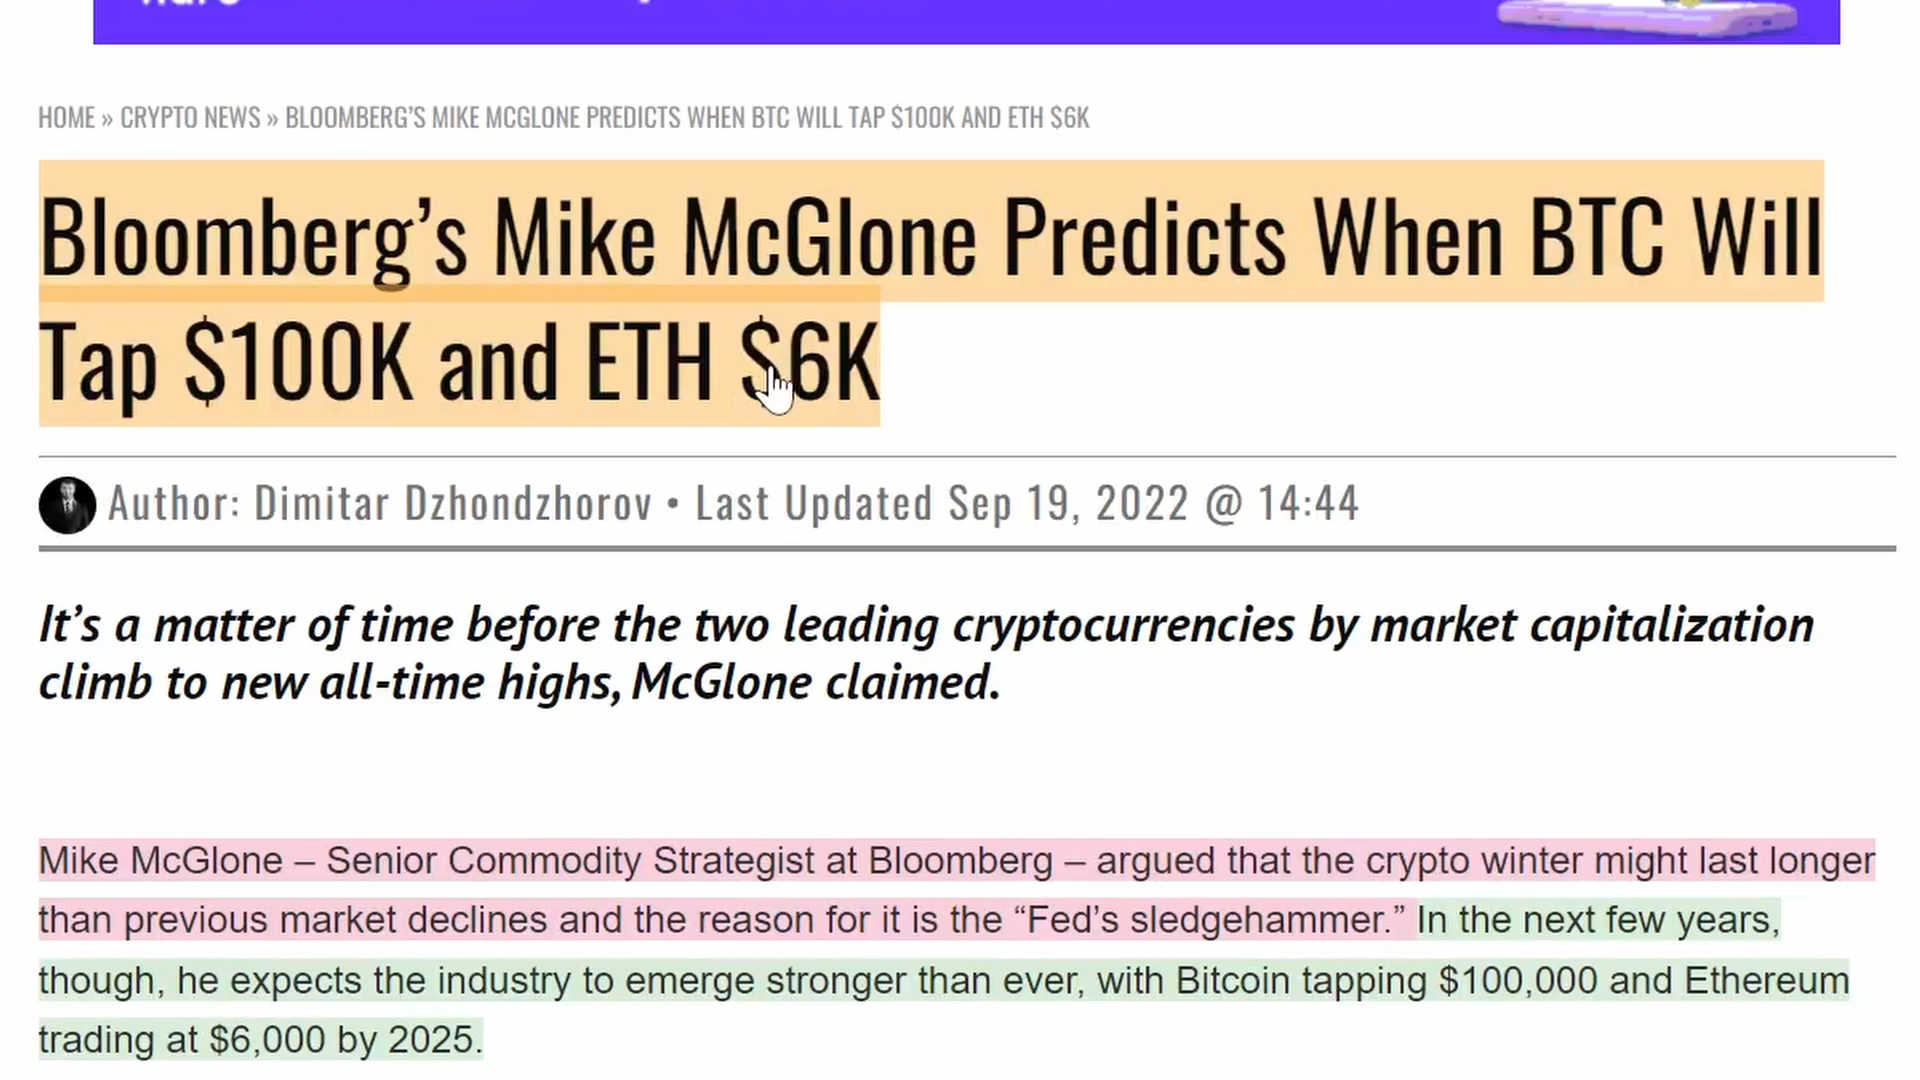 HOME » CRYPTO NEWS » BLOOMBERG’S MIKE MCGLONE PREDICTS WHEN BTC WILL TAP $100K AND ETH $6K
Bloomberg’s Mike McGlone Predicts When BTC Will
Tap $100K and ETH $6K
Author: Dimitar Dzhondzhorov • Last Updated Sep 19, 2022 @ 14:44
It’s a matter of time before the two leading cryptocurrencies by market capitalization
climb to new all-time highs, McGlone claimed.
Mike McGlone – Senior Commodity Strategist at Bloomberg – argued that the crypto winter might last longer
than previous market declines and the reason for it is the “Fed’s sledgehammer.” In the next few years,
though, he expects the industry to emerge stronger than ever, with Bitcoin tapping $100,000 and Ethereum
trading at $6,000 by 2025.